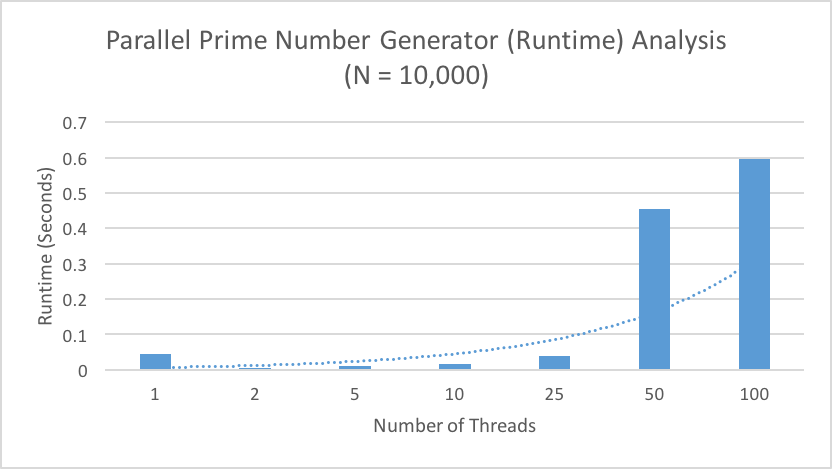 Parallel Prime Number Generator (Runtime) Analysis
(N = 10,000)
Runtime (Seconds)
0.7
0.6
0.5
0.4
0.3
0.2
0.1
0
1 2 5 10 25 50 100
Number of Threads